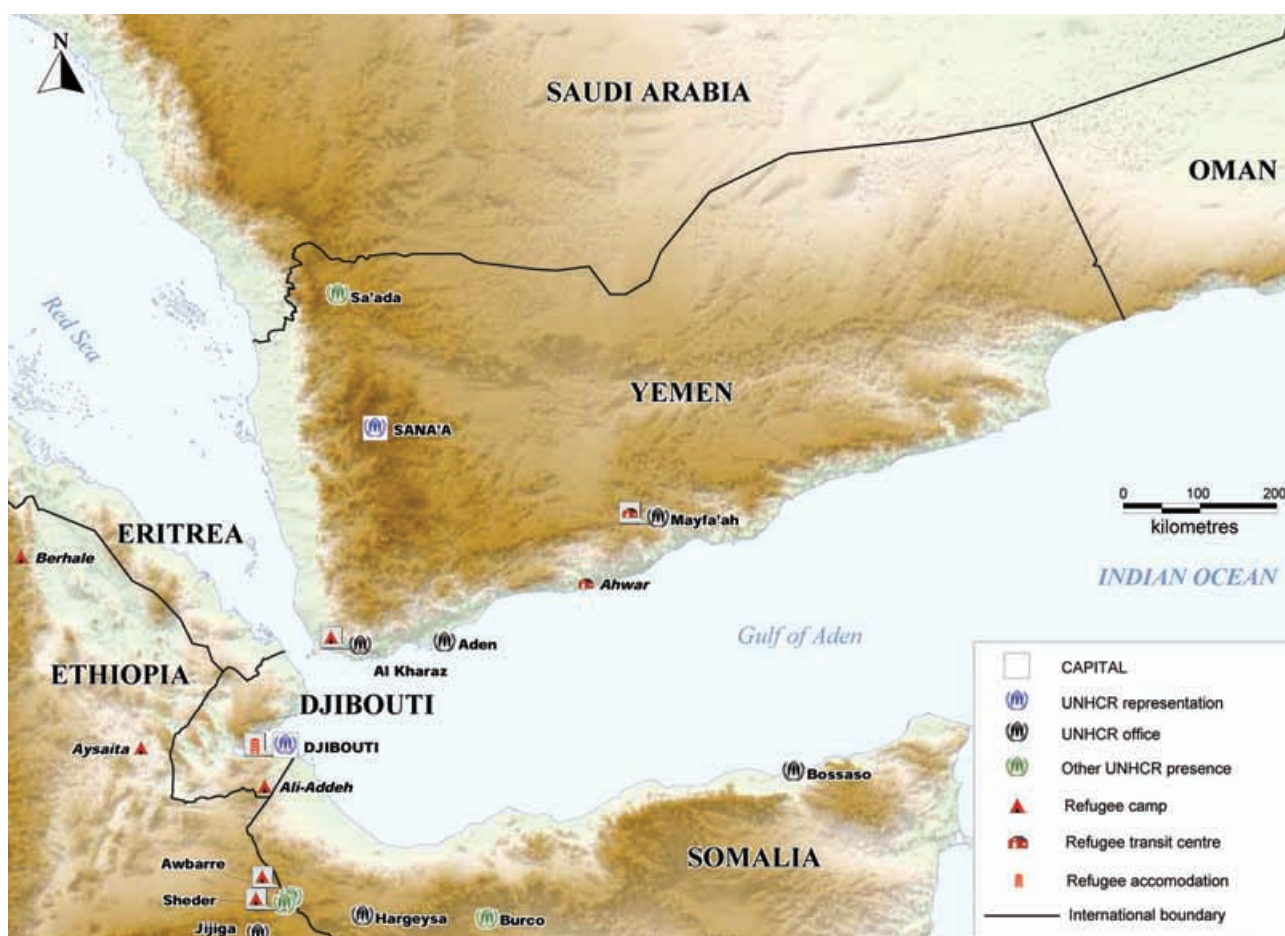 N
SAUDI ARABIA
OMAN
Sa'ada
Red Sea
YEMEN
SANA'A
0 100 200
kilometres
Mayfa'ah
ERITREA
Berhale
INDIAN OCEAN
Ahwar
Gulf of Aden
Aden
Al Kharaz
ETHIOPIA
DJIBOUTI
Aysaita
DJIBOUTI
Ali-Addeh
Bossaso
Awbarre
SOMALIA
Sheder
Hargeysa
Burco
Jijiga
CAPITAL
UNHCR representation
UNHCR office
Other UNHCR presence
Refugee camp
Refugee transit centre
Refugee accomodation
International boundary